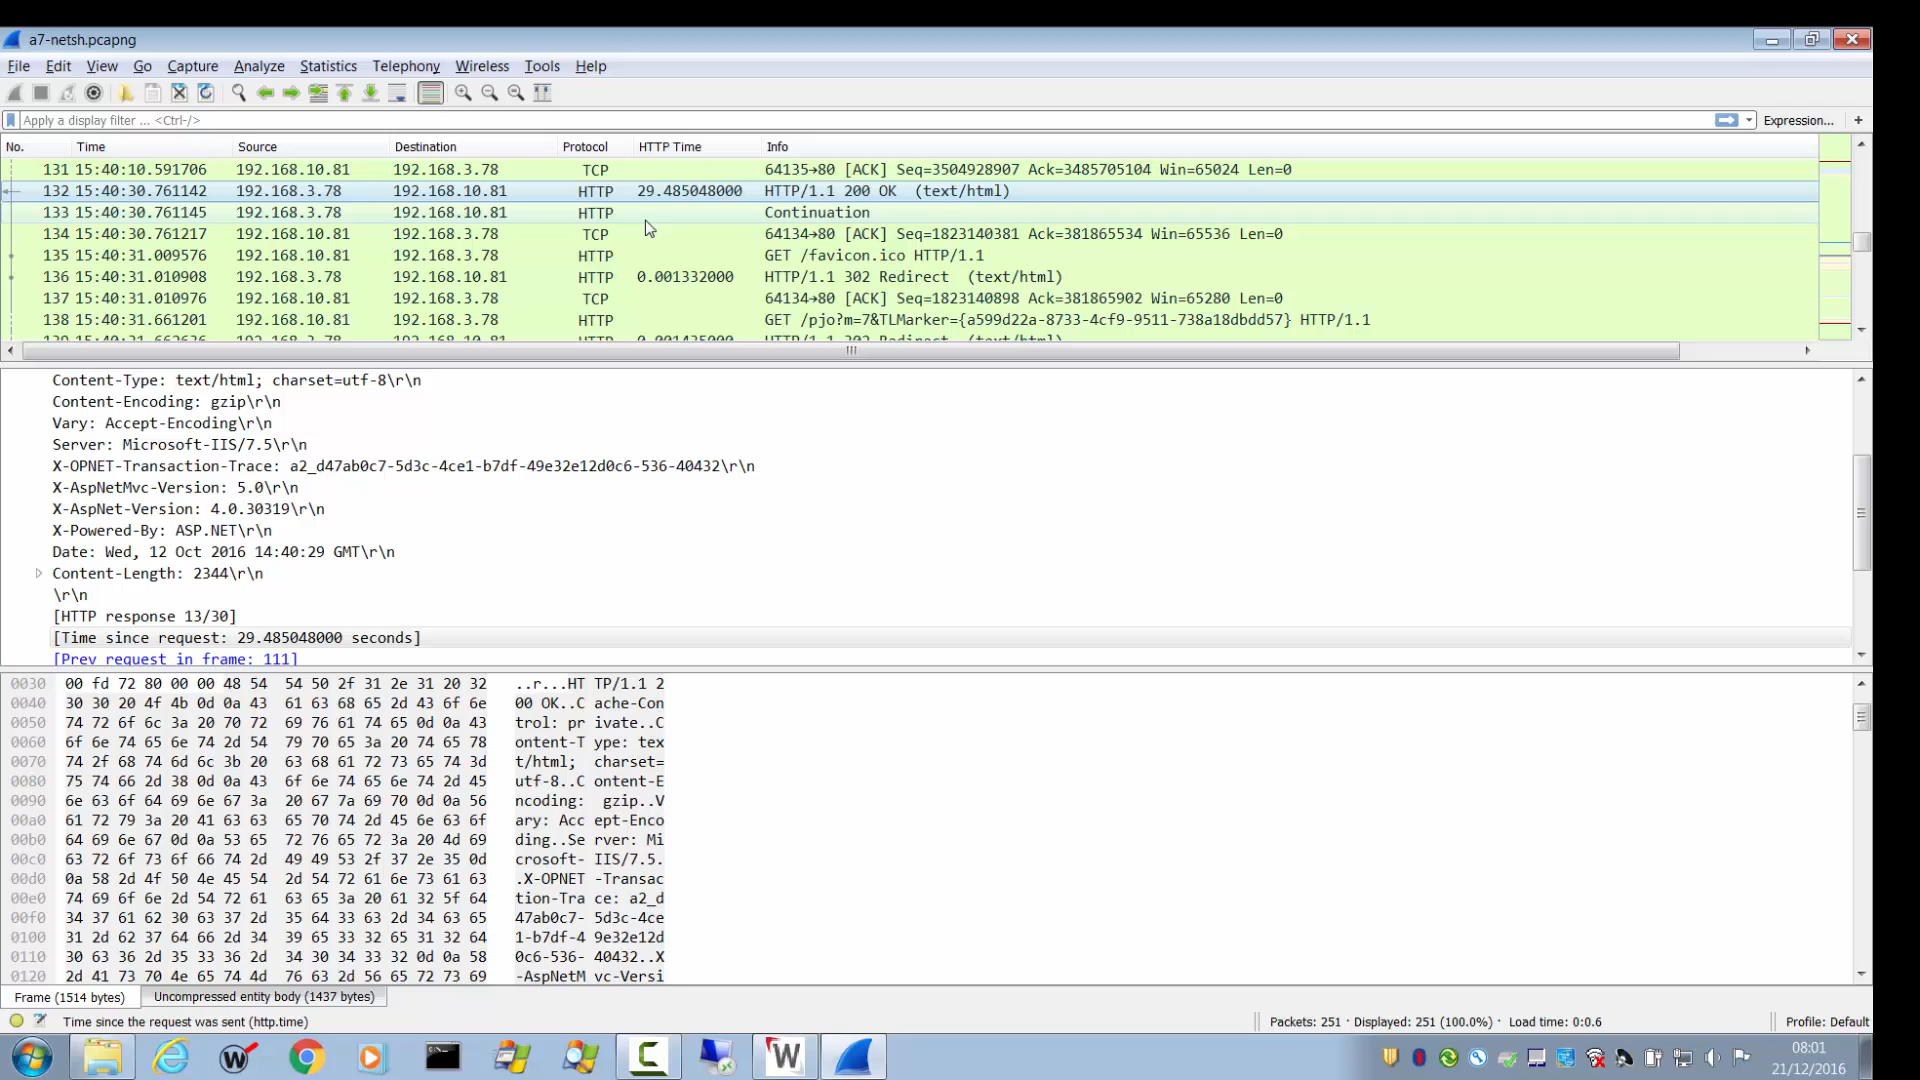 a7-netsh.pcapng
File Edit View Go Capture Analyze Statistics Telephony Wireless Tools Help
Apply a display filter ... <Ctrl-/> Expression... +
No. Time Source Destination Protocol HTTP Time Info
131 15:40:10.591706 192.168.10.81 192.168.3.78 TCP 64135→80 [ACK] Seq=3504928907 Ack=3485705104 Win=65024 Len=0
132 15:40:30.761142 192.168.3.78 192.168.10.81 HTTP 29.485048000 HTTP/1.1 200 OK (text/html)
133 15:40:30.761145 192.168.3.78 192.168.10.81 HTTP Continuation
134 15:40:30.761217 192.168.10.81 192.168.3.78 TCP 64134→80 [ACK] Seq=1823140381 Ack=381865534 Win=65536 Len=0
135 15:40:31.009576 192.168.10.81 192.168.3.78 HTTP GET /favicon.ico HTTP/1.1
136 15:40:31.010908 192.168.3.78 192.168.10.81 HTTP 0.001332000 HTTP/1.1 302 Redirect (text/html)
137 15:40:31.010976 192.168.10.81 192.168.3.78 TCP 64134→80 [ACK] Seq=1823140898 Ack=381865902 Win=65280 Len=0
138 15:40:31.661201 192.168.10.81 192.168.3.78 HTTP GET /pjo?m=7&TLMarker={a599d22a-8733-4cf9-9511-738a18dbdd57} HTTP/1.1
139 15:40:31.662636 192.168.3.78 192.168.10.81 HTTP 0.001435000 HTTP/1.1 302 Redirect (text/html)
Content-Type: text/html; charset=utf-8\r\n
Content-Encoding: gzip\r\n
Vary: Accept-Encoding\r\n
Server: Microsoft-IIS/7.5\r\n
X-OPNET-Transaction-Trace: a2_d47ab0c7-5d3c-4ce1-b7df-49e32e12d0c6-536-40432\r\n
X-AspNetMvc-Version: 5.0\r\n
X-AspNet-Version: 4.0.30319\r\n
X-Powered-By: ASP.NET\r\n
Date: Wed, 12 Oct 2016 14:40:29 GMT\r\n
Content-Length: 2344\r\n
\r\n
[HTTP response 13/30]
[Time since request: 29.485048000 seconds]
[Prev request in frame: 111]
0030 00 fd 72 80 00 00 48 54 54 50 2f 31 2e 31 20 32 ..r...HT TP/1.1 2
0040 30 30 20 4f 4b 0d 0a 43 61 63 68 65 2d 43 6f 6e 00 OK..C ache-Con
0050 74 72 6f 6c 3a 20 70 72 69 76 61 74 65 0d 0a 43 trol: pr ivate..C
0060 6f 6e 74 65 6e 74 2d 54 79 70 65 3a 20 74 65 78 ontent-T ype: tex
0070 74 2f 68 74 6d 6c 3b 20 63 68 61 72 73 65 74 3d t/html; charset=
0080 75 74 66 2d 38 0d 0a 43 6f 6e 74 65 6e 74 2d 45 utf-8..C ontent-E
0090 6e 63 6f 64 69 6e 67 3a 20 67 7a 69 70 0d 0a 56 ncoding: gzip..V
00a0 61 72 79 3a 20 41 63 63 65 70 74 2d 45 6e 63 6f ary: Acc ept-Enco
00b0 64 69 6e 67 0d 0a 53 65 72 76 65 72 3a 20 4d 69 ding..Se rver: Mi
00c0 63 72 6f 73 6f 66 74 2d 49 49 53 2f 37 2e 35 0d crosoft- IIS/7.5.
00d0 0a 58 2d 4f 50 4e 45 54 2d 54 72 61 6e 73 61 63 .X-OPNET -Transac
00e0 74 69 6f 6e 2d 54 72 61 63 65 3a 20 61 32 5f 64 tion-Tra ce: a2_d
00f0 34 37 61 62 30 63 37 2d 35 64 33 63 2d 34 63 65 47ab0c7- 5d3c-4ce
0100 31 2d 62 37 64 66 2d 34 39 65 33 32 65 31 32 64 1-b7df-4 9e32e12d
0110 30 63 36 2d 35 33 36 2d 34 30 34 33 32 0d 0a 58 0c6-536- 40432..X
0120 2d 41 73 70 4e 65 74 4d 76 63 2d 56 65 72 73 69 -AspNetM vc-Versi
Frame (1514 bytes) Uncompressed entity body (1437 bytes)
Time since the request was sent (http.time) Packets: 251 · Displayed: 251 (100.0%) · Load time: 0:0.6 Profile: Default
08:01
21/12/2016